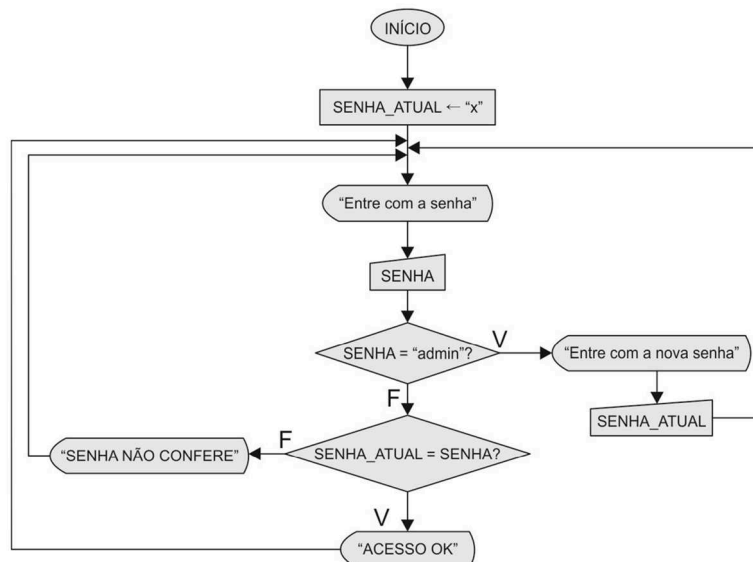 INÍCIO
SENHA_ATUAL ← “x”
“Entre com a senha”
SENHA
SENHA = “admin”?
V
“Entre com a nova senha”
F
SENHA_ATUAL
SENHA_ATUAL = SENHA?
F
“SENHA NÃO CONFERE”
V
“ACESSO OK”